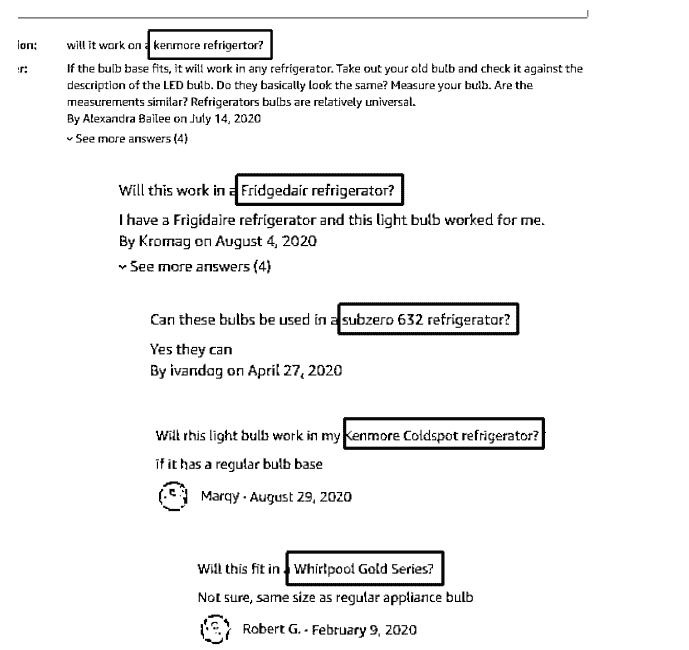 ion: will it work on a kenmore refrigertor?
er: If the bulb base fits, it will work in any refrigerator. Take out your old bulb and check it against the
description of the LED bulb. Do they basically look the same? Measure your bulb. Are the
measurements similar? Refrigerators bulbs are relatively universal.
By Alexandra Bailee on July 14, 2020
See more answers (4)
Will this work in a Fridgedair refrigerator?
I have a Frigidaire refrigerator and this light bulb worked for me.
By Kromag on August 4, 2020
See more answers (4)
Can these bulbs be used in a subzero 632 refrigerator?
Yes they can
By ivandog on April 27, 2020
Will rhis light bulb work in my Kenmore Coldspot refrigerator?
if it has a regular bulb base
Marqy · August 29, 2020
Will this fit in a Whirlpool Gold Series?
Not sure, same size as regular appliance bulb
Robert G. · February 9, 2020